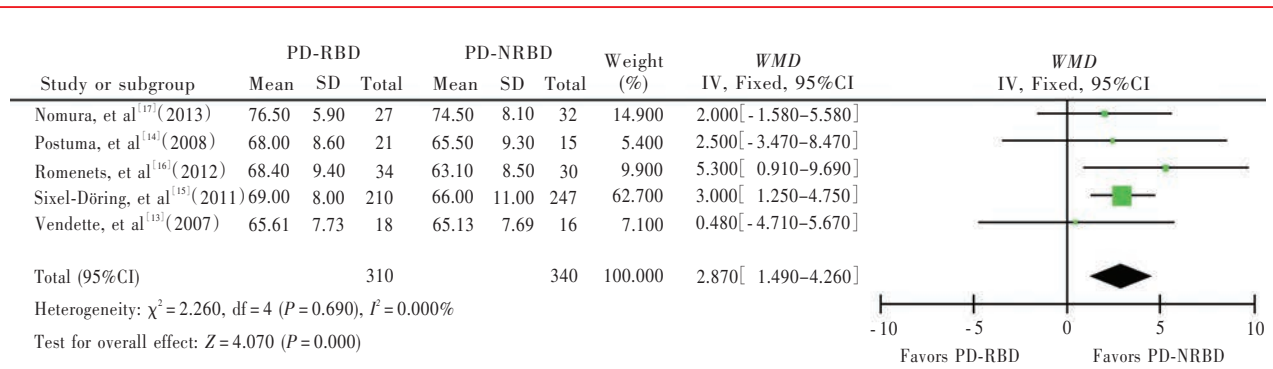 PD-RBD PD-NRBD Weight WMD WMD
Study or subgroup Mean SD Total Mean SD Total (%) IV, Fixed, 95%CI IV, Fixed, 95%CI
Nomura, et al[17](2013) 76.50 5.90 27 74.50 8.10 32 14.900 2.000[-1.580-5.580]
Postuma, et al[14](2008) 68.00 8.60 21 65.50 9.30 15 5.400 2.500[-3.470-8.470]
Romenets, et al[16](2012) 68.40 9.40 34 63.10 8.50 30 9.900 5.300[ 0.910-9.690]
Sixel-Döring, et al[15](2011) 69.00 8.00 210 66.00 11.00 247 62.700 3.000[ 1.250-4.750]
Vendette, et al[13](2007) 65.61 7.73 18 65.13 7.69 16 7.100 0.480[-4.710-5.670]
Total (95%CI) 310 340 100.000 2.870[ 1.490-4.260]
Heterogeneity: χ²=2.260, df=4 (P=0.690), I²=0.000%
Test for overall effect: Z=4.070 (P=0.000)
-10 -5 0 5 10
Favors PD-RBD Favors PD-NRBD